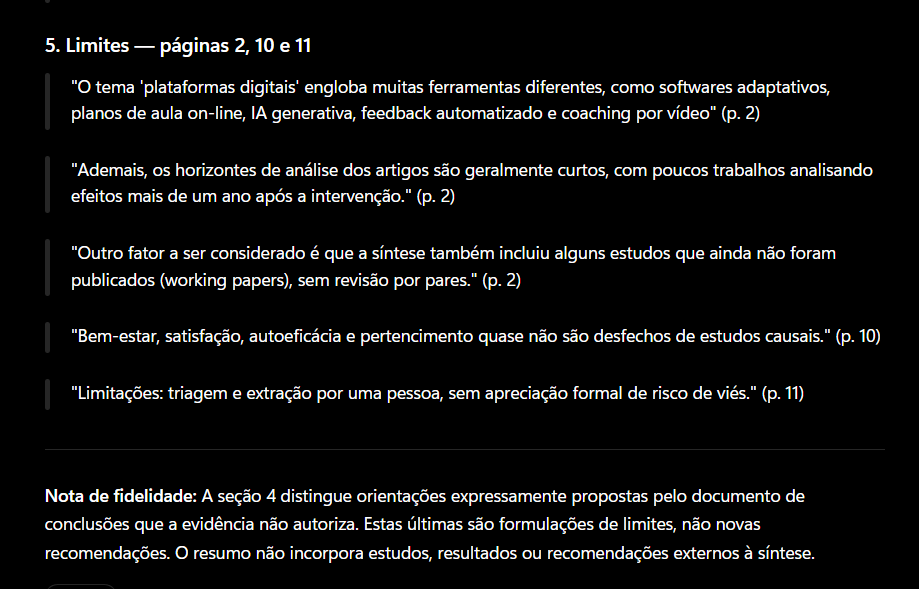 5. Limites — páginas 2, 10 e 11
"O tema 'plataformas digitais' engloba muitas ferramentas diferentes, como softwares adaptativos,
planos de aula on-line, IA generativa, feedback automatizado e coaching por vídeo" (p. 2)
"Ademais, os horizontes de análise dos artigos são geralmente curtos, com poucos trabalhos analisando
efeitos mais de um ano após a intervenção." (p. 2)
"Outro fator a ser considerado é que a síntese também incluiu alguns estudos que ainda não foram
publicados (working papers), sem revisão por pares." (p. 2)
"Bem-estar, satisfação, autoeficácia e pertencimento quase não são desfechos de estudos causais." (p. 10)
"Limitações: triagem e extração por uma pessoa, sem apreciação formal de risco de viés." (p. 11)
Nota de fidelidade: A seção 4 distingue orientações expressamente propostas pelo documento de
conclusões que a evidência não autoriza. Estas últimas são formulações de limites, não novas
recomendações. O resumo não incorpora estudos, resultados ou recomendações externos à síntese.